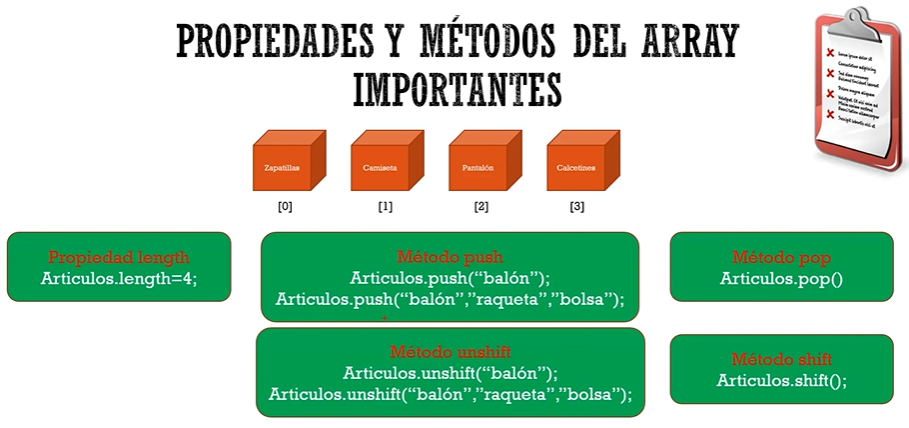 PROPIEDADES Y MÉTODOS DEL ARRAY
IMPORTANTES
Zapatillas
Camiseta
Pantalón
Calcetines
[0]
[1]
[2]
[3]
Propiedad length
Articulos.length=4;
Método push
Articulos.push(“balón”);
Articulos.push(“balón”,”raqueta”,”bolsa”);
Método pop
Articulos.pop()
Método unshift
Articulos.unshift(“balón”);
Articulos.unshift(“balón”,”raqueta”,”bolsa”);
Método shift
Articulos.shift();